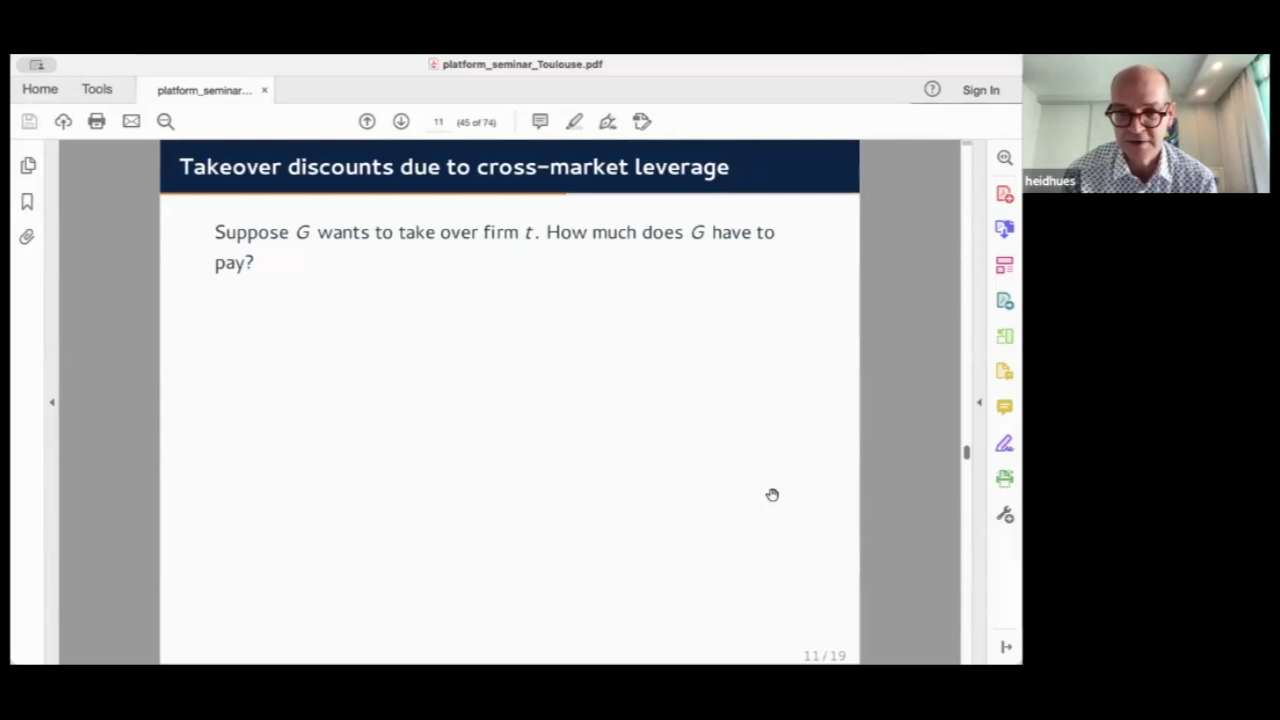 platform_seminar_Toulouse.pdf
Home Tools platform_seminar... × ? Sign In
11 (45 of 74)
Takeover discounts due to cross-market leverage
heidhues
Suppose G wants to take over firm t. How much does G have to
pay?
11/19